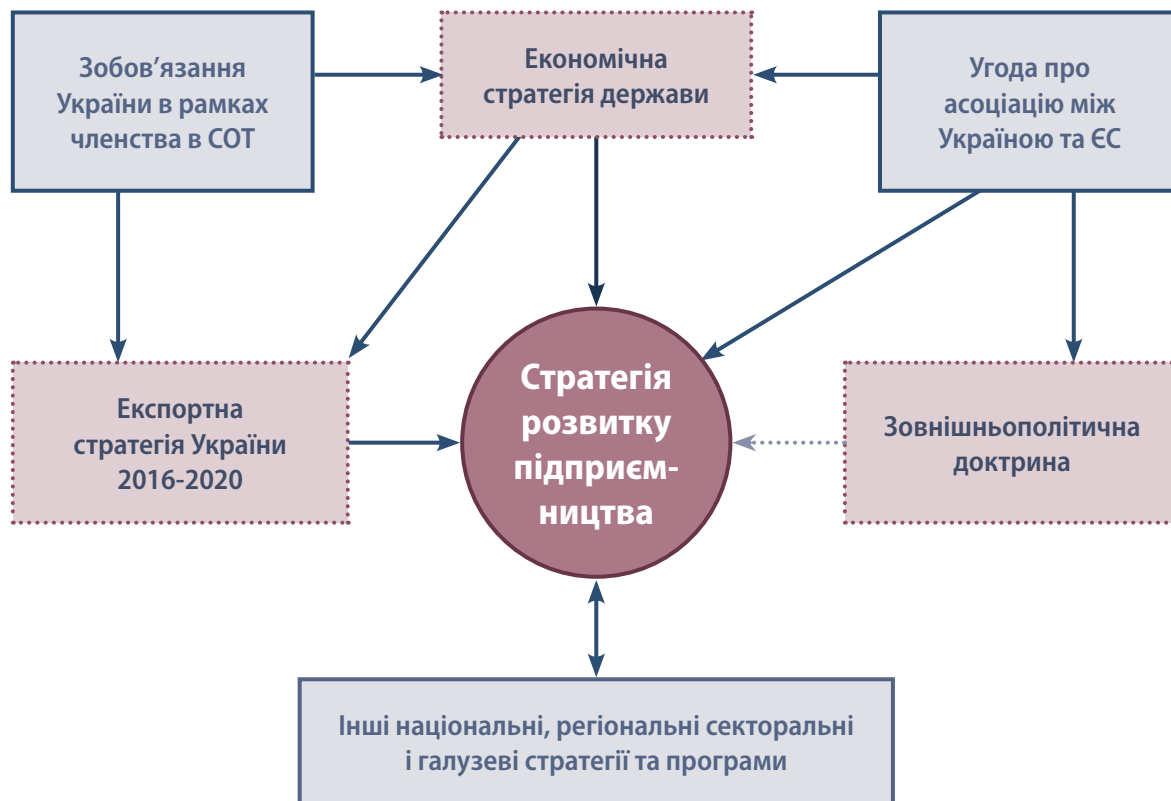 Зобов’язання
України в рамках
членства в СОТ
Економічна
стратегія держави
Угода про
асоціацію між
Україною та ЄС
Експортна
стратегія України
2016-2020
Стратегія
розвитку
підприєм-
ництва
Зовнішньополітична
доктрина
Інші національні, регіональні секторальні
і галузеві стратегії та програми